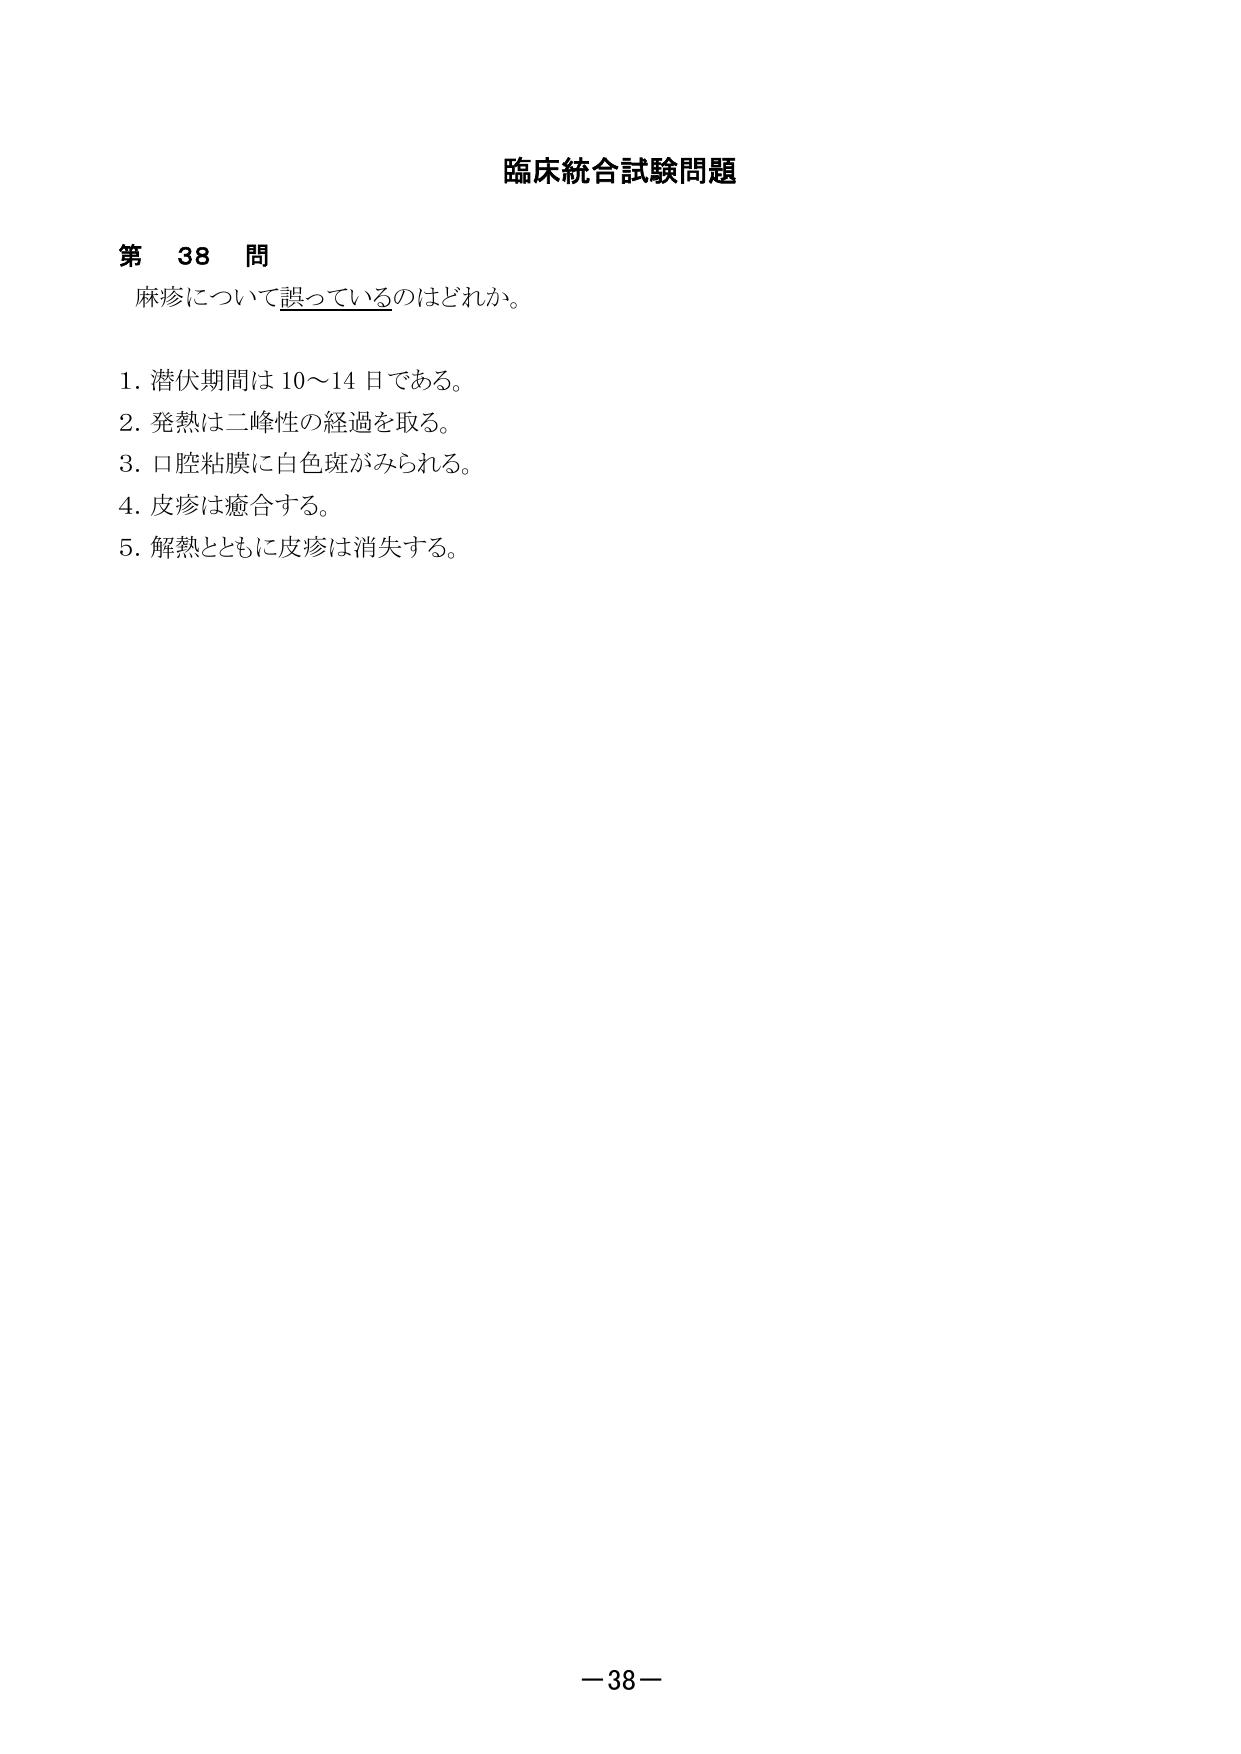 臨床統合試験問題
第 38 問
麻疹について誤っているのはどれか。
1. 潜伏期間は 10～14 日である。
2. 発熱は二峰性の経過を取る。
3. 口腔粘膜に白色斑がみられる。
4. 皮疹は癒合する。
5. 解熱とともに皮疹は消失する。
－38－